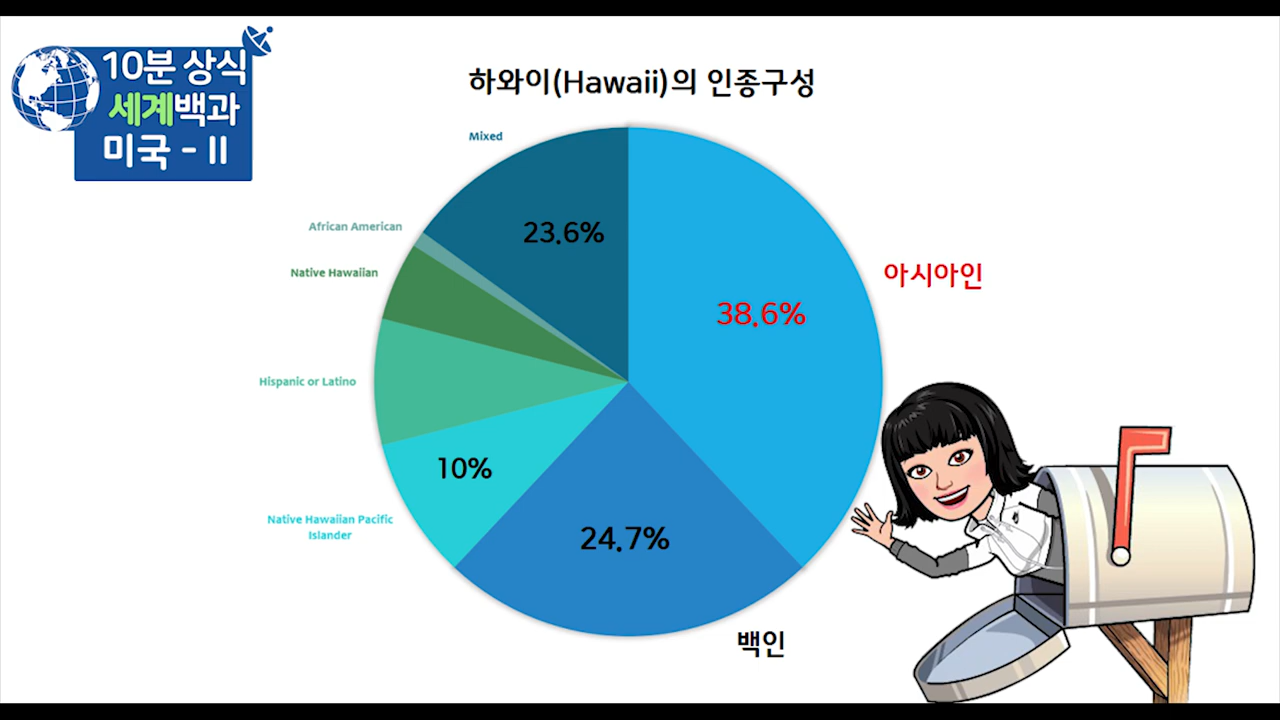 10분 상식
세계백과
미국 - II
하와이(Hawaii)의 인종구성
Mixed
23.6%
African American
Native Hawaiian
아시아인
38.6%
Hispanic or Latino
10%
Native Hawaiian Pacific
Islander
24.7%
백인